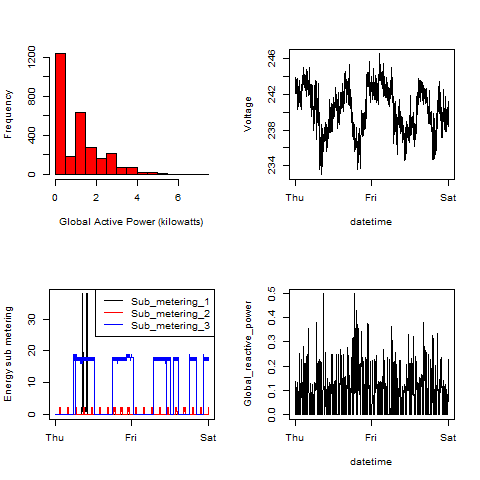 Frequency
0
400
800
1200
0
2
4
6
Global Active Power (kilowatts)
Voltage
234
238
242
246
Thu
Fri
Sat
datetime
Energy sub metering
0
10
20
30
Sub_metering_1
Sub_metering_2
Sub_metering_3
Thu
Fri
Sat
Global_reactive_power
0.0
0.1
0.2
0.3
0.4
0.5
Thu
Fri
Sat
datetime